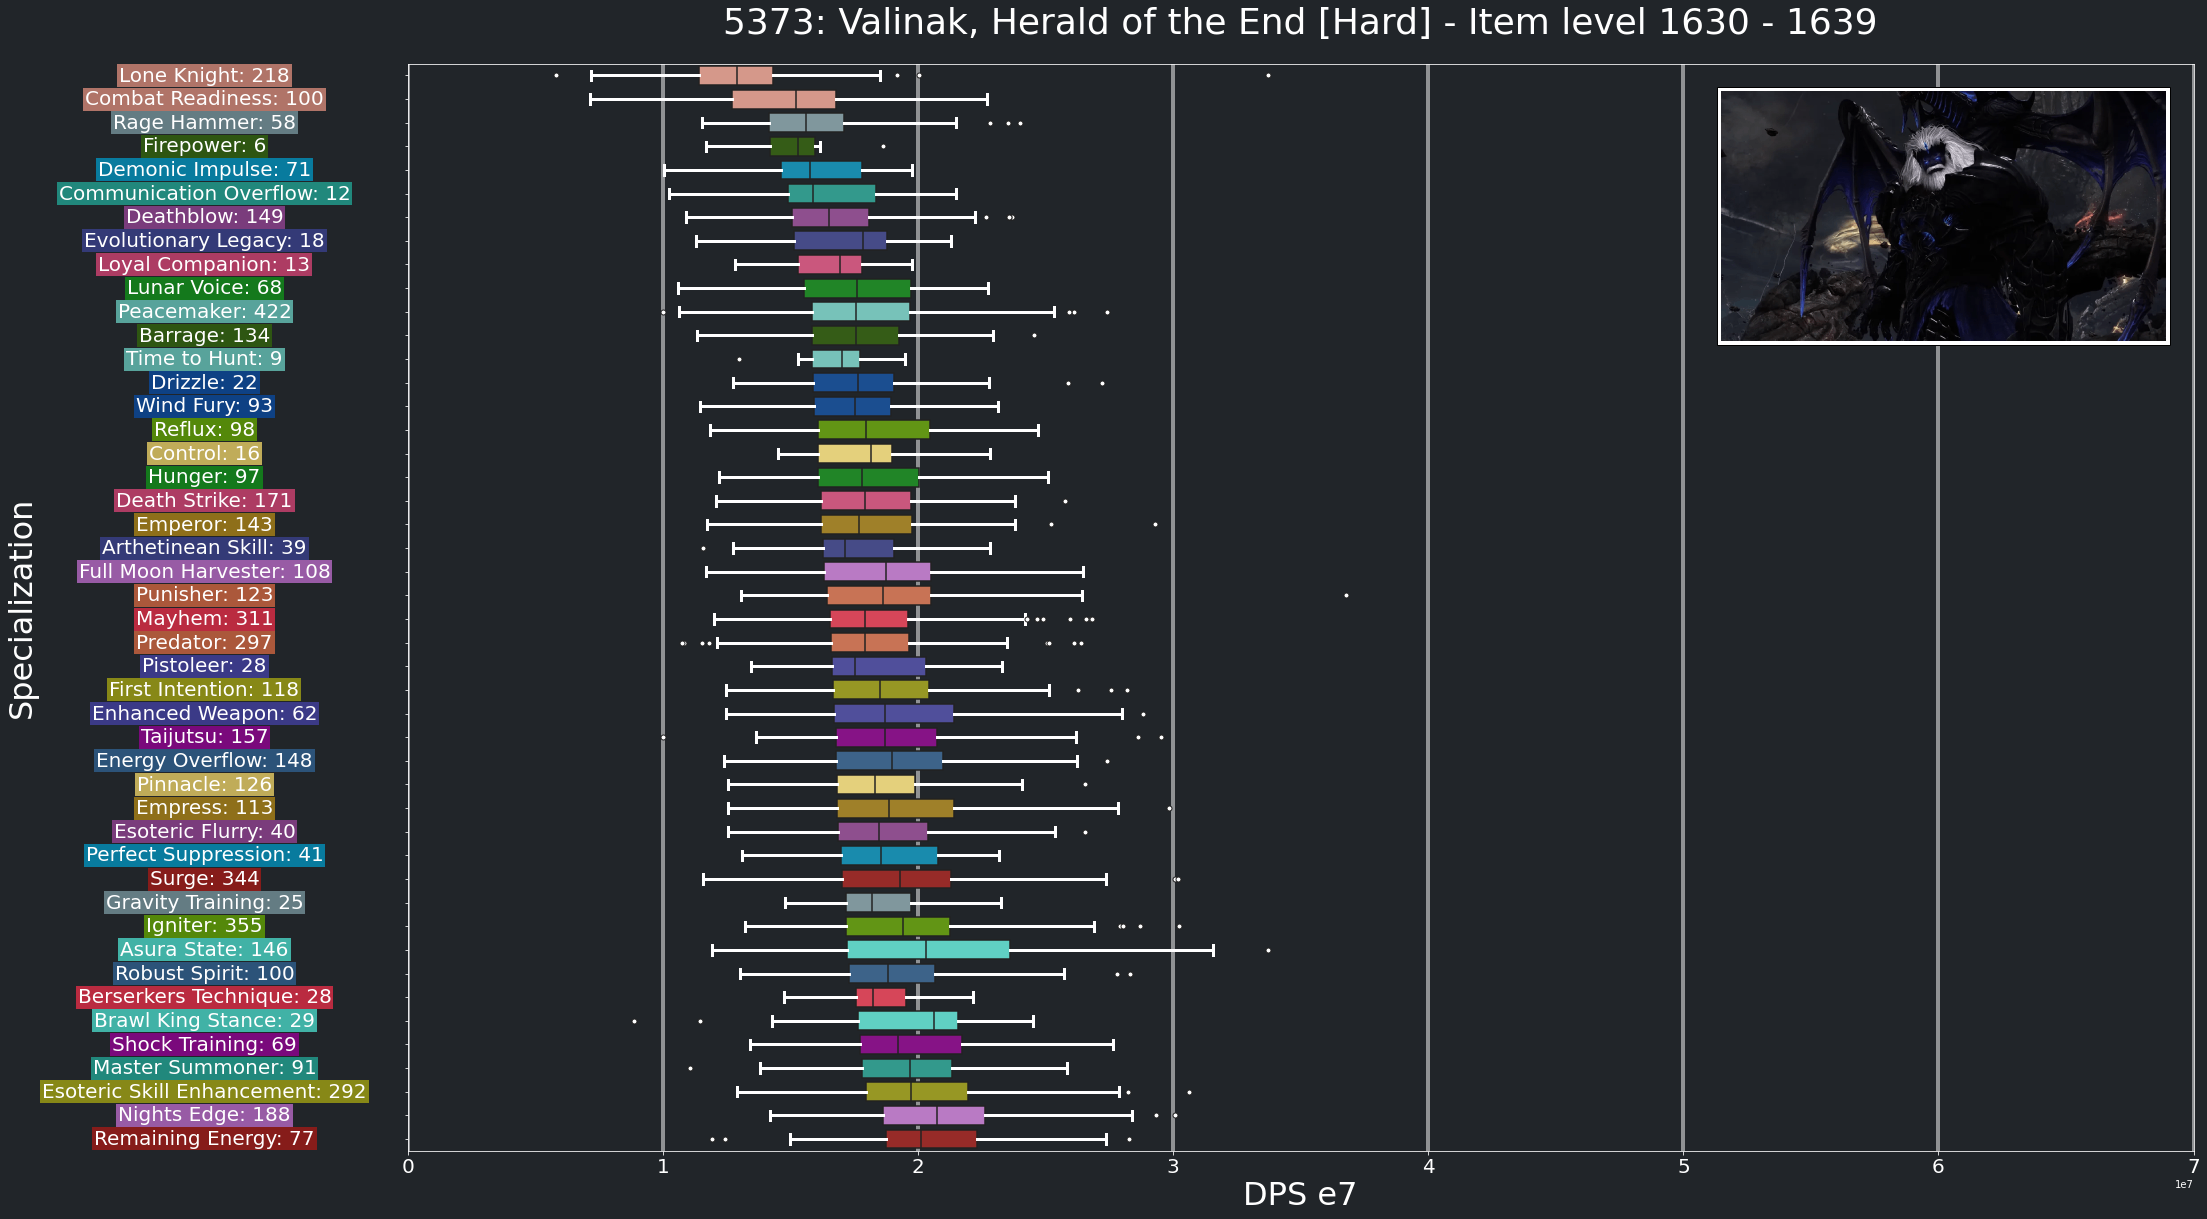 5373: Valinak, Herald of the End [Hard] - Item level 1630 - 1639
Lone Knight: 218
Combat Readiness: 100
Rage Hammer: 58
Firepower: 6
Demonic Impulse: 71
Communication Overflow: 12
Deathblow: 149
Evolutionary Legacy: 18
Loyal Companion: 13
Lunar Voice: 68
Peacemaker: 422
Barrage: 134
Time to Hunt: 9
Drizzle: 22
Wind Fury: 93
Reflux: 98
Control: 16
Hunger: 97
Death Strike: 171
Emperor: 143
Arthetinean Skill: 39
Full Moon Harvester: 108
Punisher: 123
Mayhem: 311
Predator: 297
Pistoleer: 28
First Intention: 118
Enhanced Weapon: 62
Taijutsu: 157
Energy Overflow: 148
Pinnacle: 126
Empress: 113
Esoteric Flurry: 40
Perfect Suppression: 41
Surge: 344
Gravity Training: 25
Igniter: 355
Asura State: 146
Robust Spirit: 100
Berserkers Technique: 28
Brawl King Stance: 29
Shock Training: 69
Master Summoner: 91
Esoteric Skill Enhancement: 292
Nights Edge: 188
Remaining Energy: 77
Specialization
0 1 2 3 4 5 6 7
DPS e7
1e7